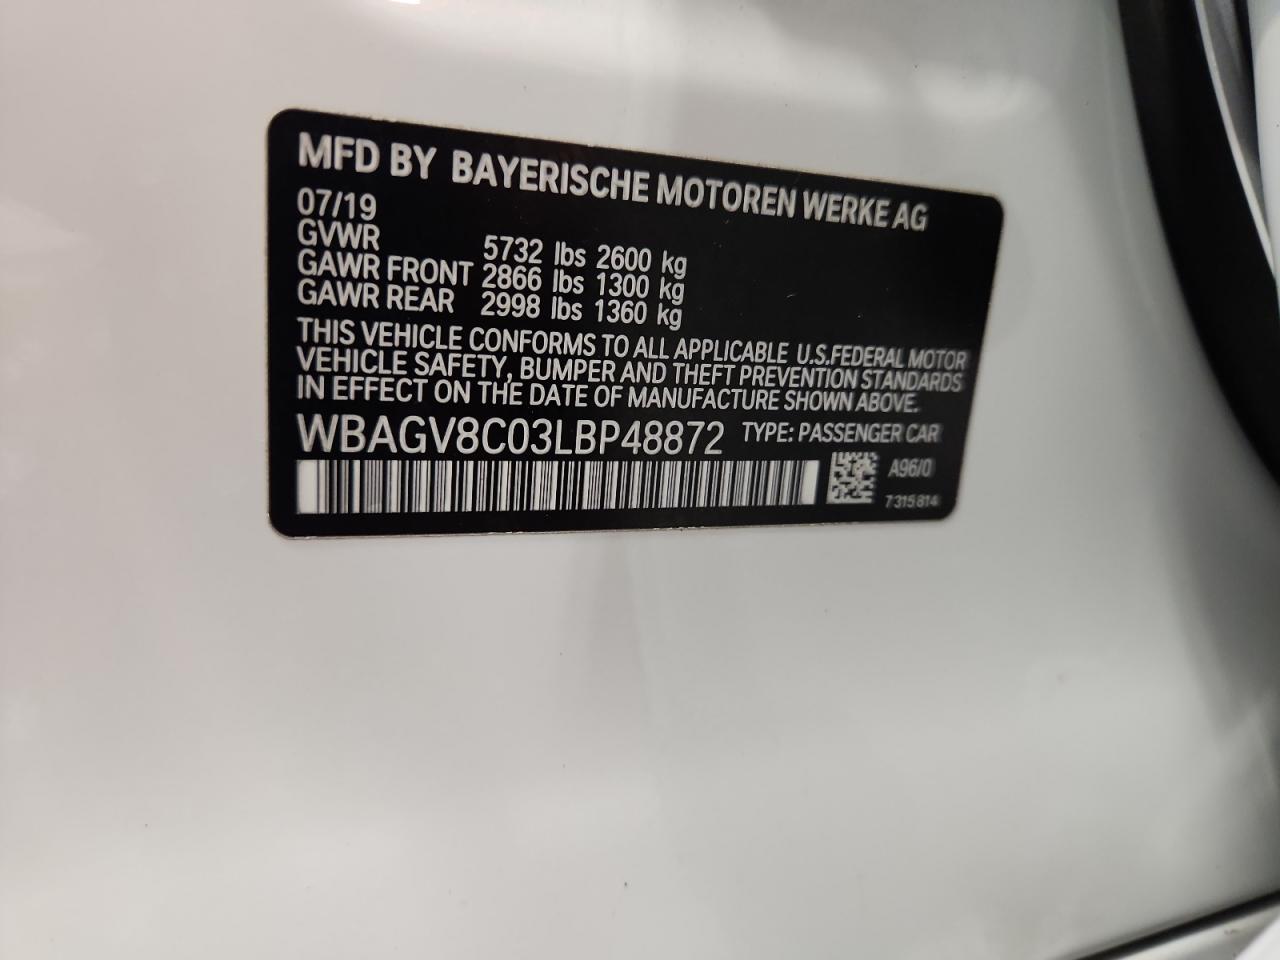 MFD BY BAYERISCHE MOTOREN WERKE AG
07/19
GVWR 5732 lbs 2600 kg
GAWR FRONT 2866 lbs 1300 kg
GAWR REAR 2998 lbs 1360 kg
THIS VEHICLE CONFORMS TO ALL APPLICABLE U.S.FEDERAL MOTOR
VEHICLE SAFETY, BUMPER AND THEFT PREVENTION STANDARDS
IN EFFECT ON THE DATE OF MANUFACTURE SHOWN ABOVE.
WBAGV8C03LBP48872 TYPE: PASSENGER CAR
A96/0
7315814